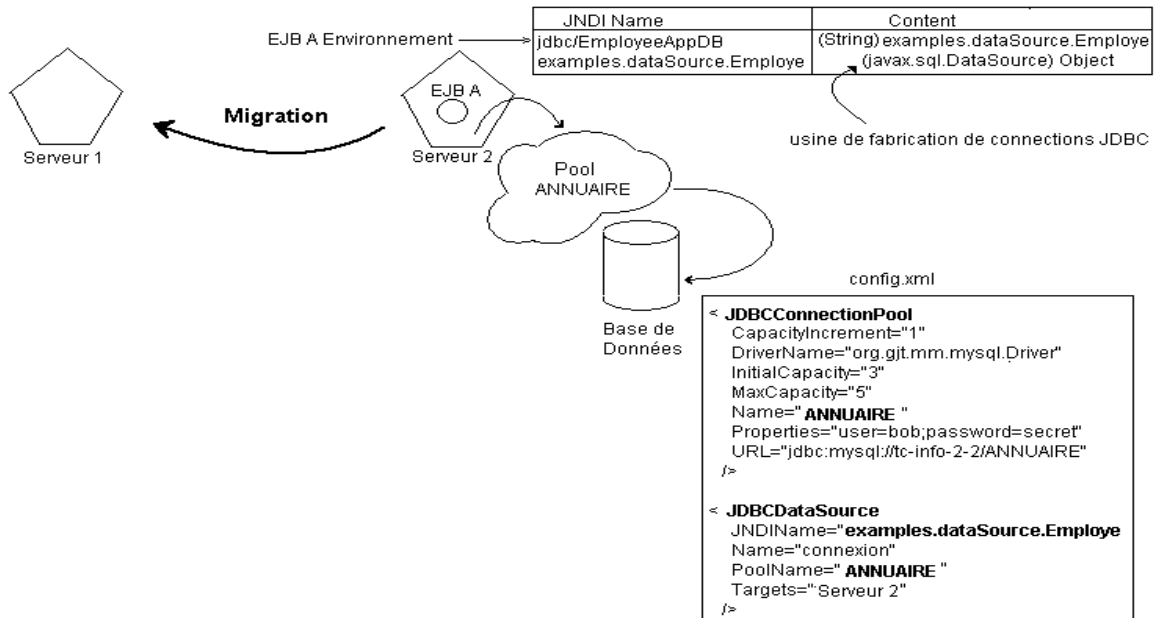 JNDI Name Content
EJB A Environnement jdbc/EmployeeAppDB (String) examples.dataSource.Employe
examples.dataSource.Employe (javax.sql.DataSource) Object
EJB A
Migration
usine de fabrication de connections JDBC
Serveur 1
Serveur 2
Pool
ANNUAIRE
config.xml
Base de
Données
< JDBCConnectionPool
CapacityIncrement="1"
DriverName="org.gjt.mm.mysql.Driver"
InitialCapacity="3"
MaxCapacity="5"
Name=" ANNUAIRE "
Properties="user=bob;password=secret"
URL="jdbc:mysql://tc-info-2-2/ANNUAIRE"
/>
< JDBCDataSource
JNDIName="examples.dataSource.Employe
Name="connexion"
PoolName=" ANNUAIRE "
Targets="Serveur 2"
/>